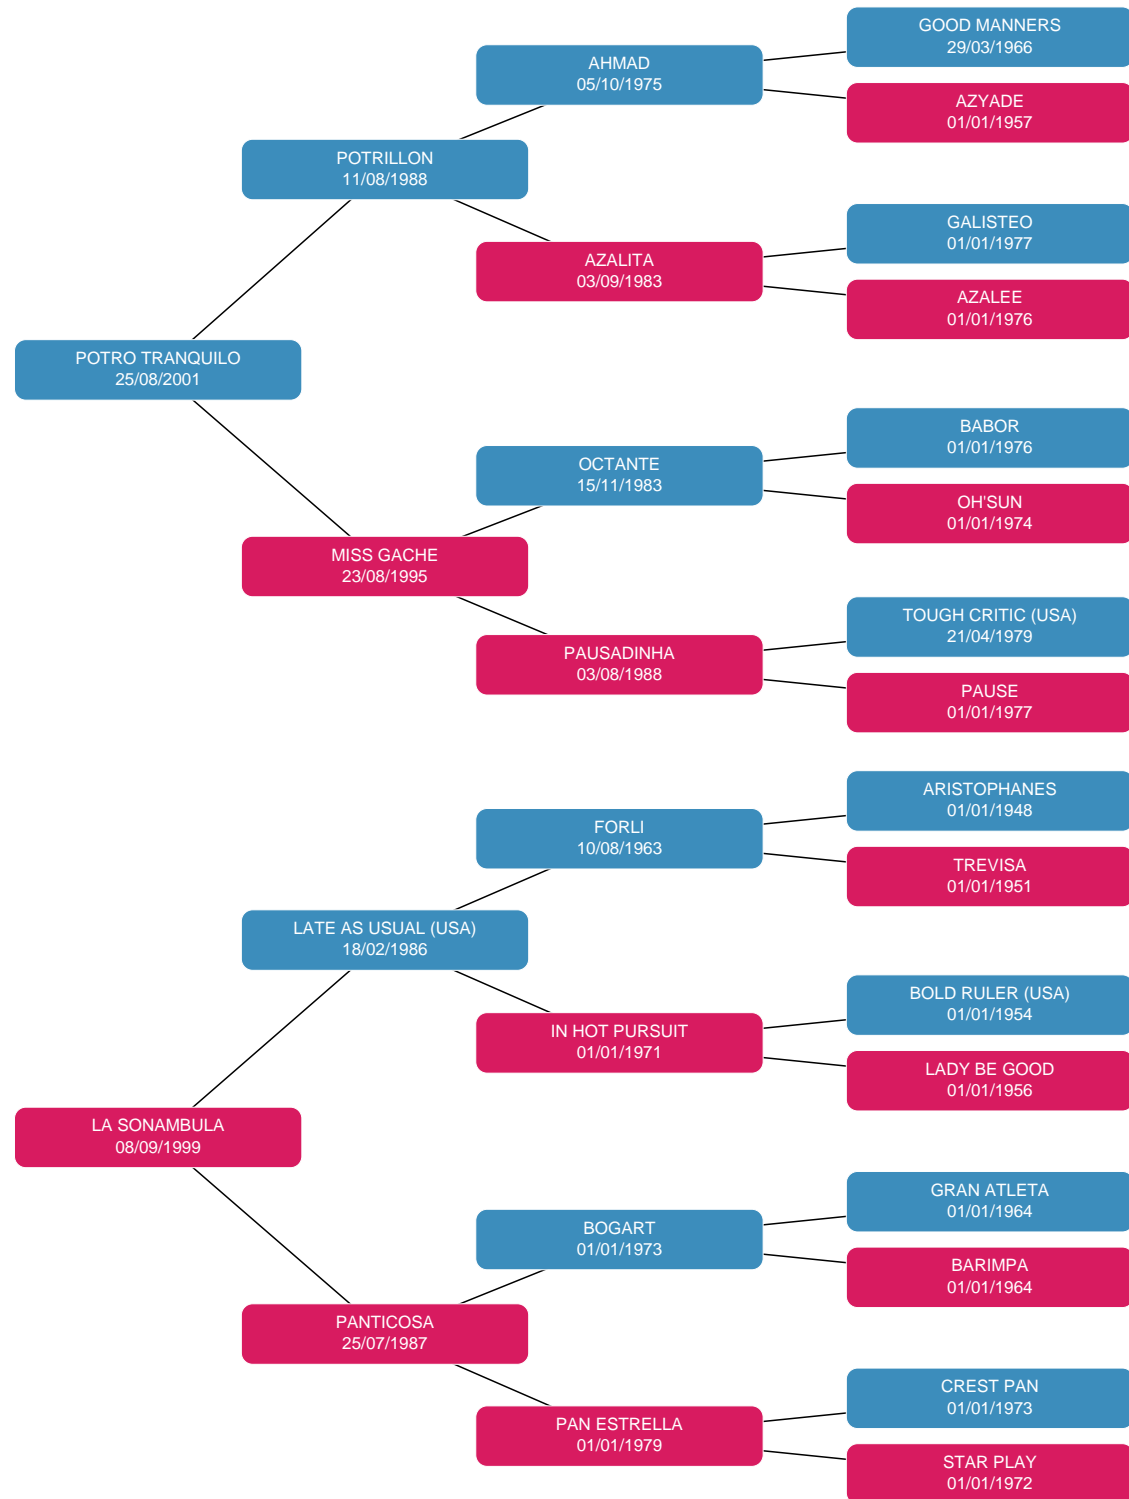 GOOD MANNERS
29/03/1966
AHMAD
05/10/1975
AZYADE
01/01/1957
POTRILLON
11/08/1988
GALISTEO
01/01/1977
AZALITA
03/09/1983
AZALEE
01/01/1976
POTRO TRANQUILO
25/08/2001
BABOR
01/01/1976
OCTANTE
15/11/1983
OH'SUN
01/01/1974
MISS GACHE
23/08/1995
TOUGH CRITIC (USA)
21/04/1979
PAUSADINHA
03/08/1988
PAUSE
01/01/1977
ARISTOPHANES
01/01/1948
FORLI
10/08/1963
TREVISA
01/01/1951
LATE AS USUAL (USA)
18/02/1986
BOLD RULER (USA)
01/01/1954
IN HOT PURSUIT
01/01/1971
LADY BE GOOD
01/01/1956
LA SONAMBULA
08/09/1999
GRAN ATLETA
01/01/1964
BOGART
01/01/1973
BARIMPA
01/01/1964
PANTICOSA
25/07/1987
CREST PAN
01/01/1973
PAN ESTRELLA
01/01/1979
STAR PLAY
01/01/1972